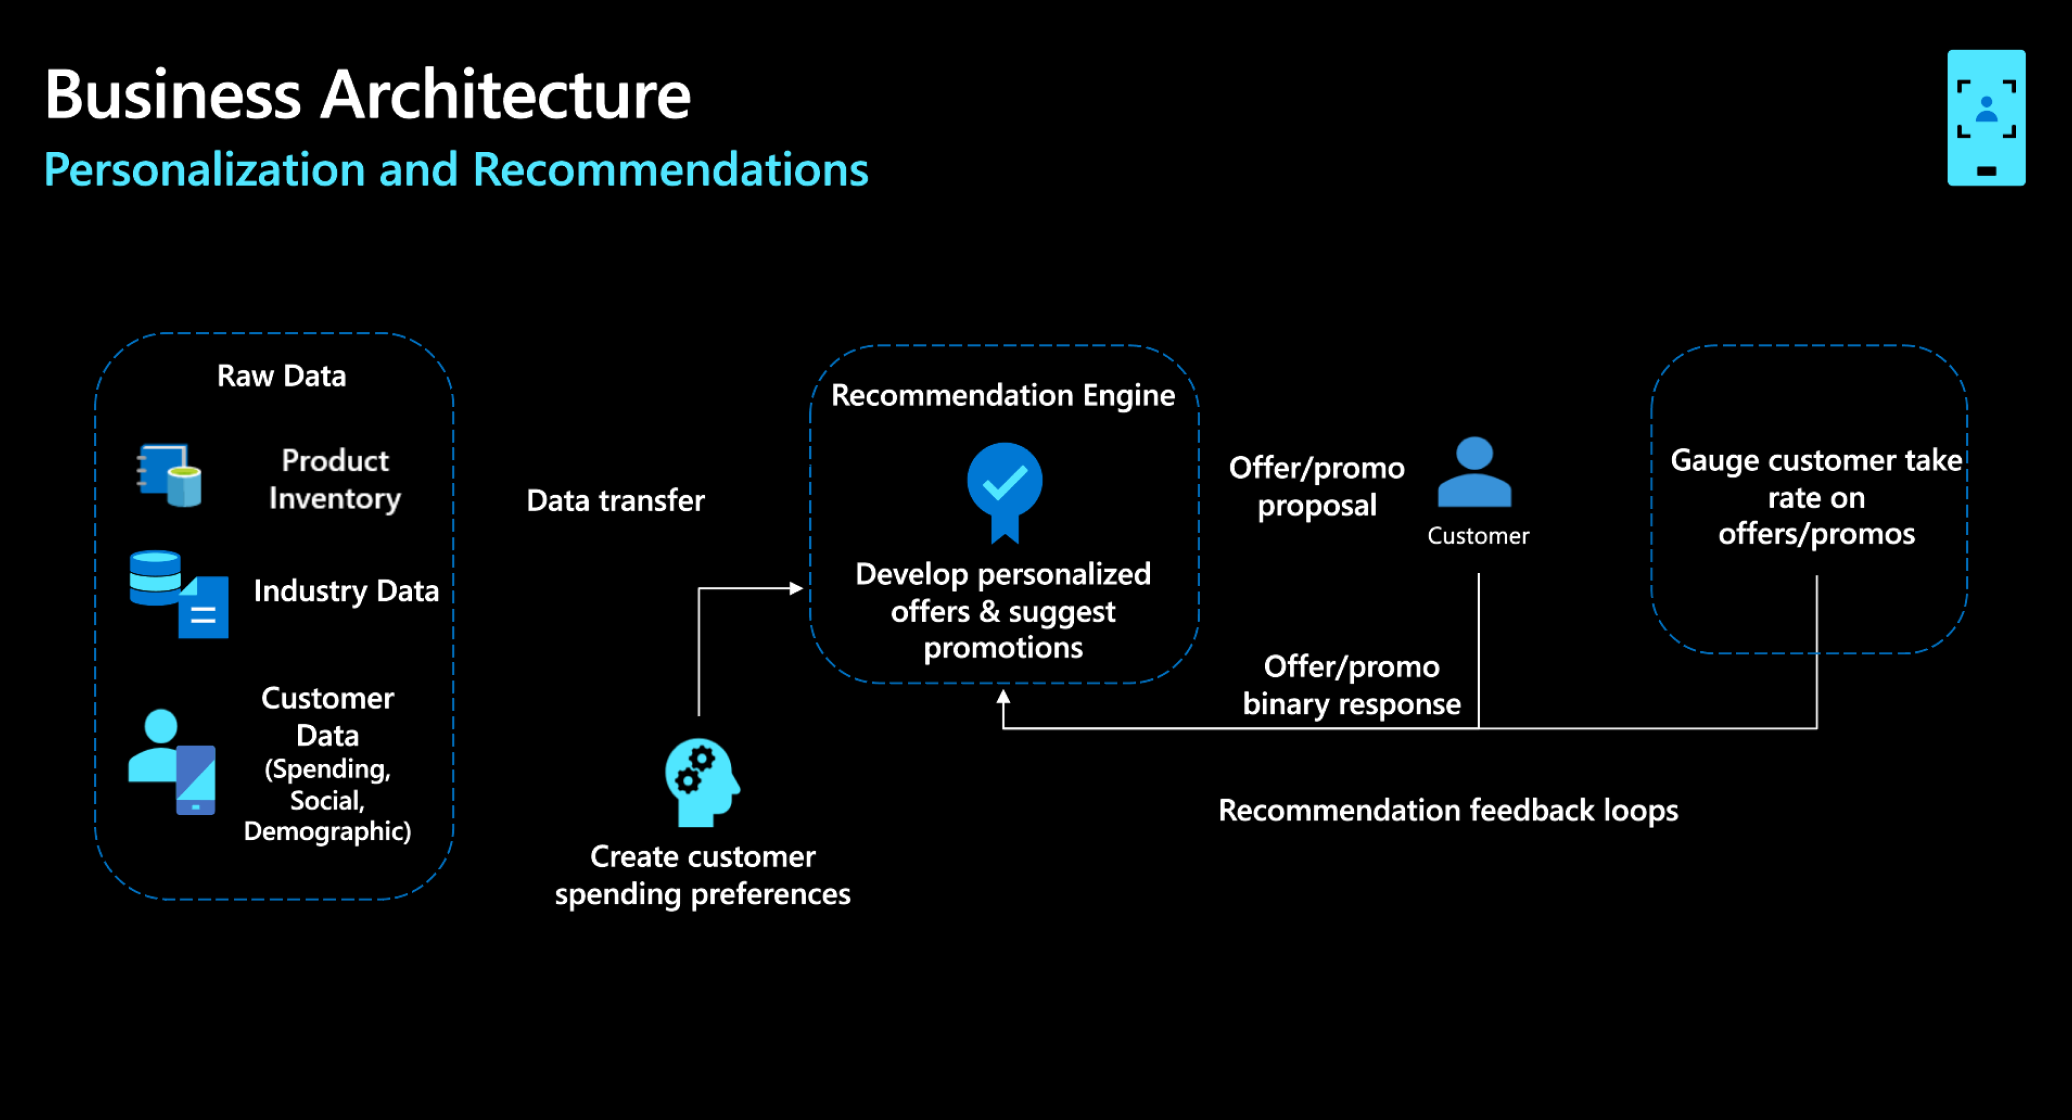 Business Architecture
Personalization and Recommendations
Raw Data
Product
Inventory
Industry Data
Customer
Data
(Spending,
Social,
Demographic)
Data transfer
Create customer
spending preferences
Recommendation Engine
Develop personalized
offers & suggest
promotions
Offer/promo
proposal
Customer
Offer/promo
binary response
Recommendation feedback loops
Gauge customer take
rate on
offers/promos